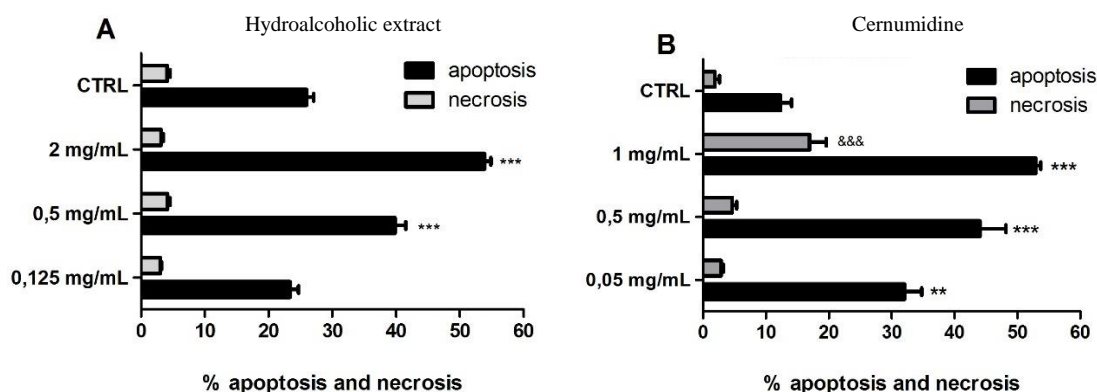 Hydroalcoholic extract
A
apoptosis
necrosis
CTRL
2 mg/mL
***
0,5 mg/mL
***
0,125 mg/mL
0 10 20 30 40 50 60
% apoptosis and necrosis
Cernumidine
B
apoptosis
necrosis
CTRL
1 mg/mL
&&&
***
0,5 mg/mL
***
0,05 mg/mL
**
0 10 20 30 40 50 60
% apoptosis and necrosis